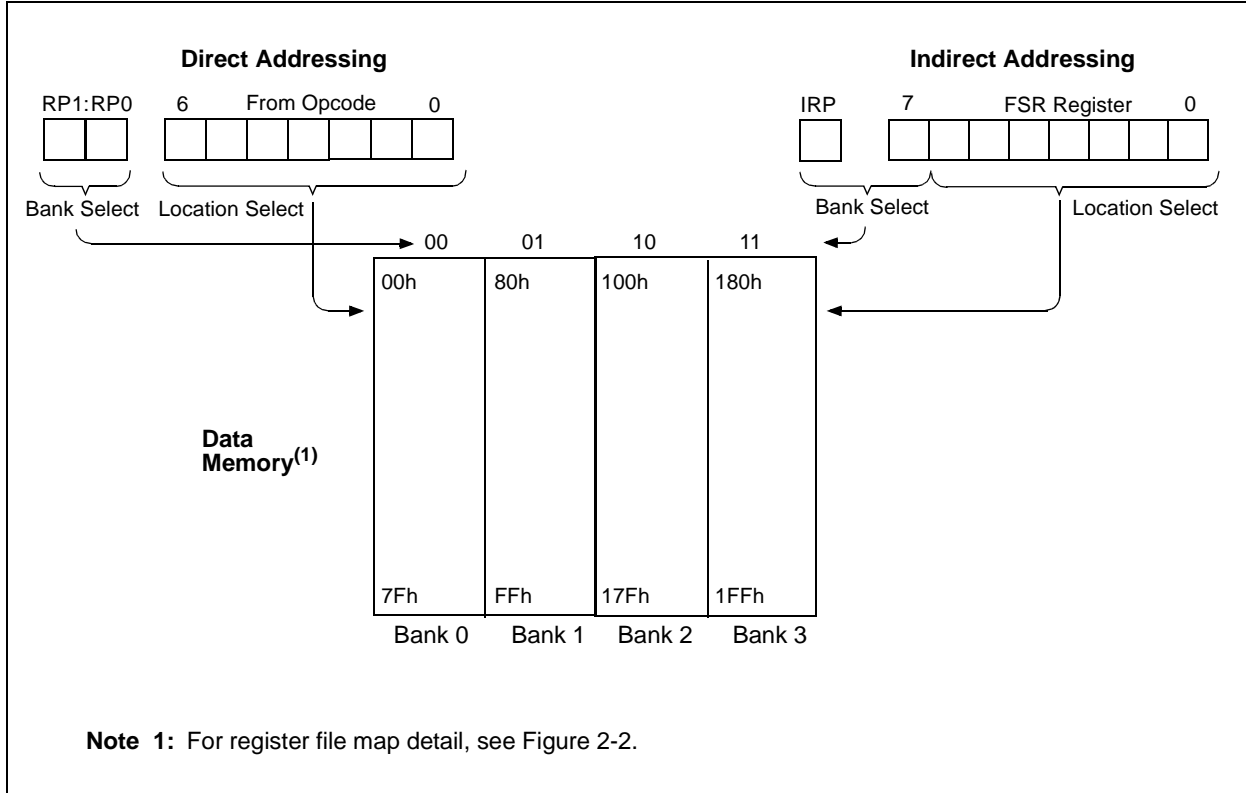 Direct Addressing
Indirect Addressing
RP1:RP0 6 From Opcode 0
IRP 7 FSR Register 0
Bank Select Location Select
Bank Select Location Select
00 01 10 11
00h 80h 100h 180h
Data
Memory(1)
7Fh FFh 17Fh 1FFh
Bank 0 Bank 1 Bank 2 Bank 3
Note 1: For register file map detail, see Figure 2-2.